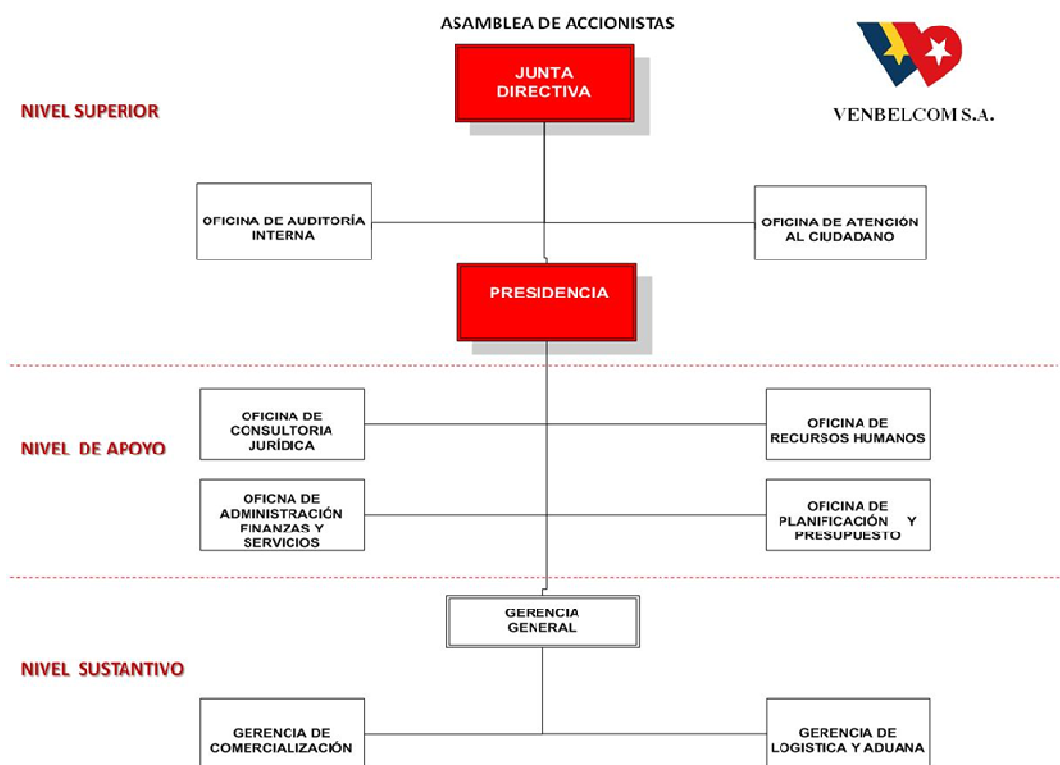 ASAMBLEA DE ACCIONISTAS
JUNTA
DIRECTIVA
VENBELCOM S.A.
NIVEL SUPERIOR
OFICINA DE AUDITORÍA
INTERNA
OFICINA DE ATENCIÓN
AL CIUDADANO
PRESIDENCIA
NIVEL DE APOYO
OFICINA DE
CONSULTORIA
JURÍDICA
OFICINA DE
RECURSOS HUMANOS
OFICNA DE
ADMINISTRACIÓN
FINANZAS Y
SERVICIOS
OFICINA DE
PLANIFICACIÓN Y
PRESUPUESTO
GERENCIA
GENERAL
NIVEL SUSTANTIVO
GERENCIA DE
COMERCIALIZACIÓN
GERENCIA DE
LOGISTICA Y ADUANA